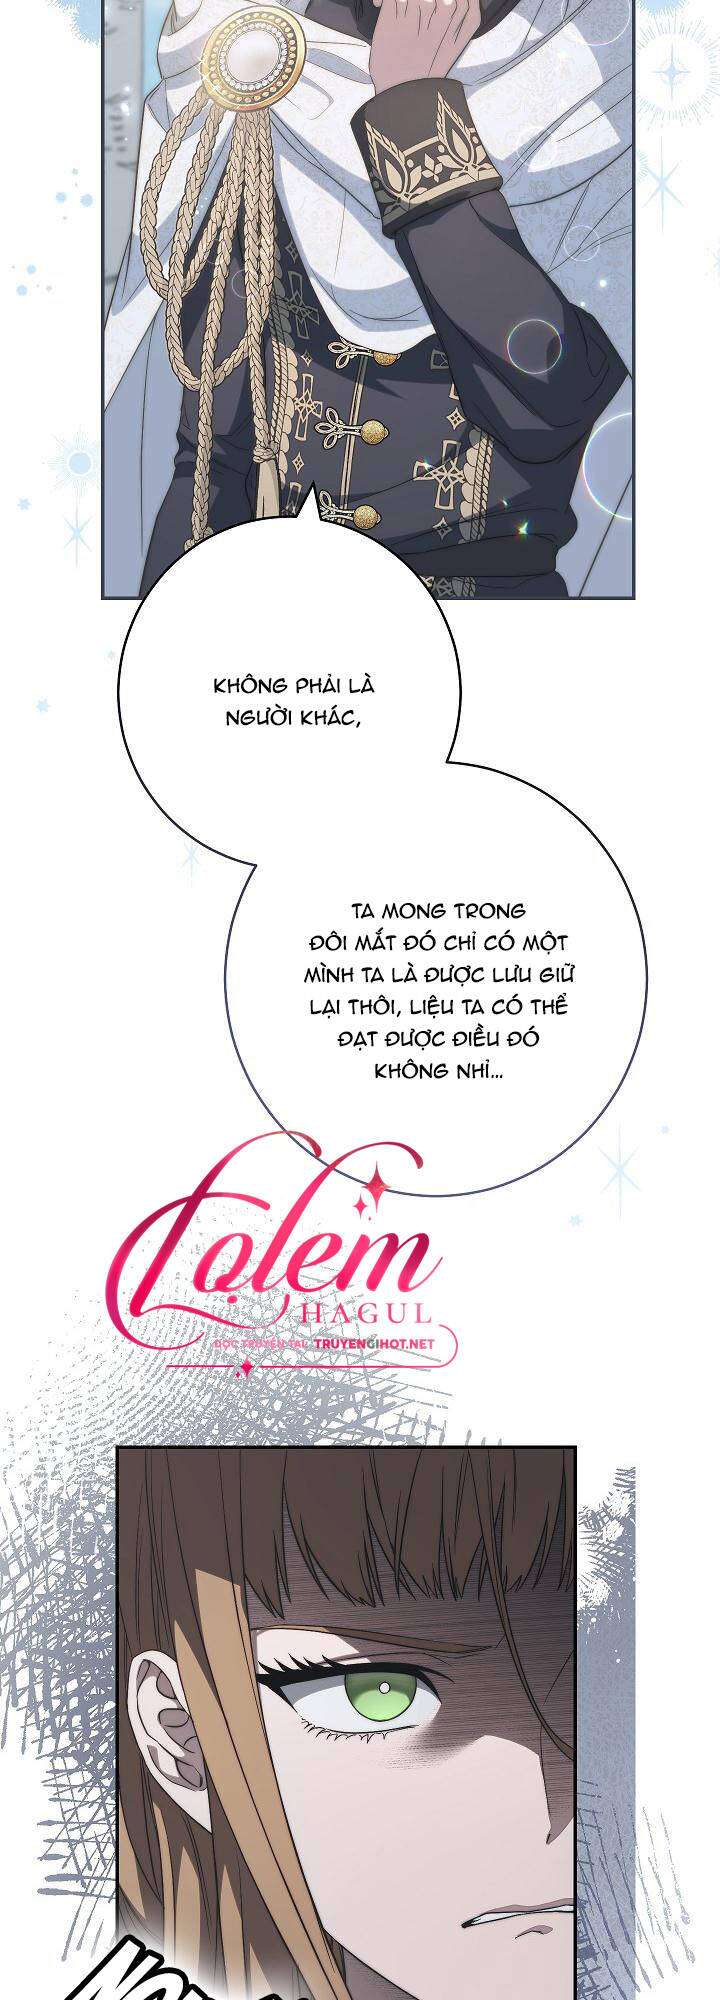 KHÔNG PHẢI LÀ
NGƯỜI KHÁC,
TA MONG TRONG
ĐÔI MẮT ĐÓ CHỈ CÓ MỘT
MÌNH TA LÀ ĐƯỢC LƯU GIỮ
LẠI THÔI, LIỆU TA CÓ THỂ
ĐẠT ĐƯỢC ĐIỀU ĐÓ
KHÔNG NHỈ...
Lọlem
HAGUL
ĐỌC TRUYỆN TẠI TRUYENGIHOT.NET